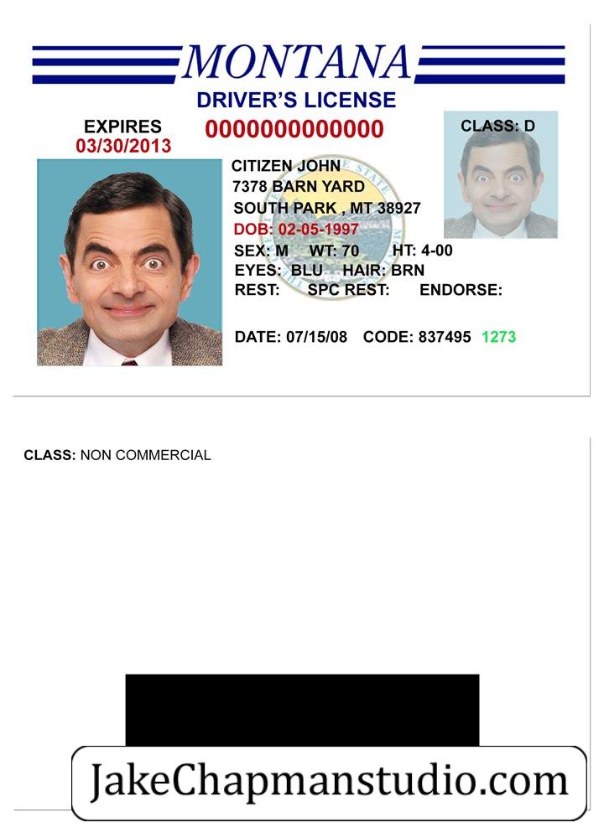 MONTANA
DRIVER'S LICENSE
EXPIRES
03/30/2013
0000000000000
CLASS: D
CITIZEN JOHN
7378 BARN YARD
SOUTH PARK , MT 38927
DOB: 02-05-1997
SEX: M WT: 70 HT: 4-00
EYES: BLU HAIR: BRN
REST: SPC REST: ENDORSE:
DATE: 07/15/08 CODE: 837495 1273
CLASS: NON COMMERCIAL
JakeChapmanstudio.com